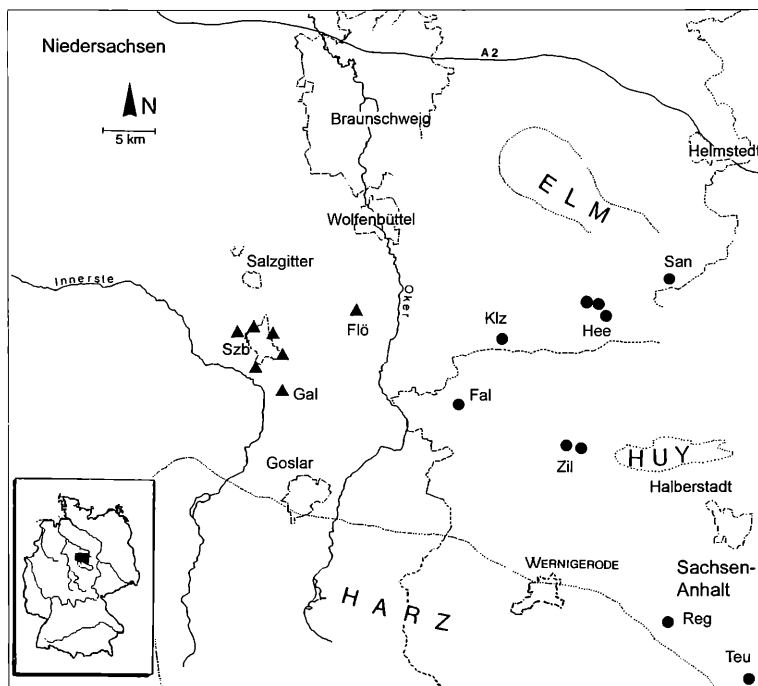 Niedersachsen
A2
N
5 km
Braunschweig
Helmstedt
ELM
Wolfenbüttel
Salzgitter
San
Innerste
Oker
Flö
Hee
Klz
Szb
Gal
Fal
Zil
HUY
Goslar
Halberstadt
WERNIGERODE
Sachsen-
Anhalt
HARZ
Reg
Teu